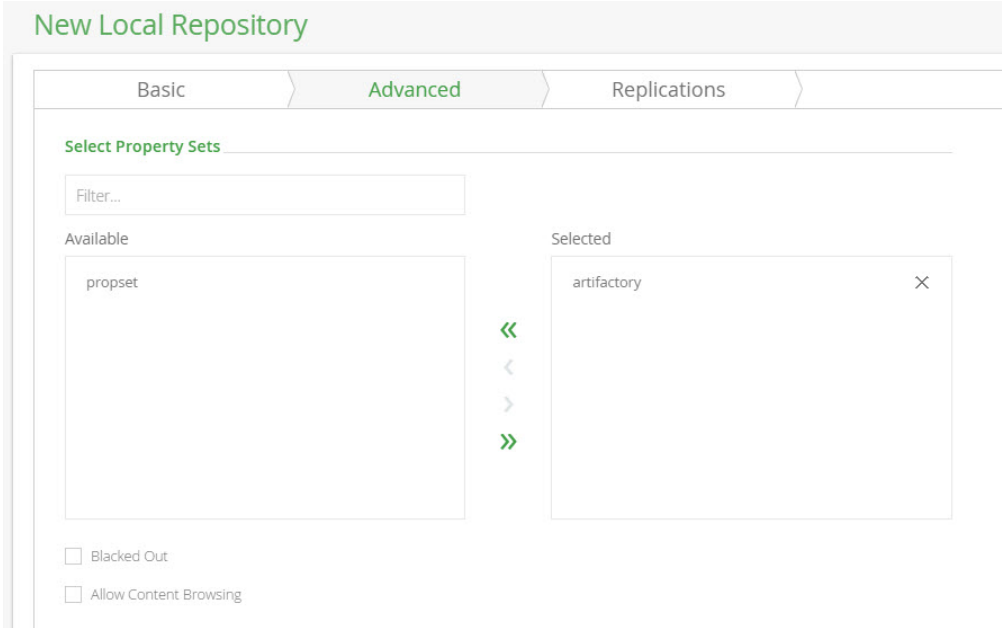 New Local Repository
Basic Advanced Replications
Select Property Sets
Filter...
Available Selected
propset artifactory
Blacked Out
Allow Content Browsing